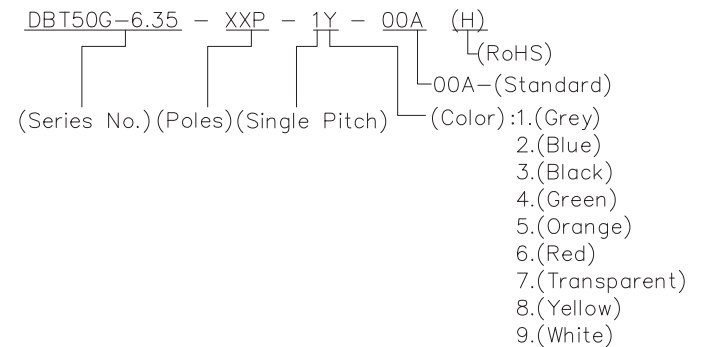 DBT50G-6.35 - XXP - 1Y - 00A (H)
(RoHS)
00A-(Standard)
(Series No.)(Poles)(Single Pitch) (Color):1.(Grey)
2.(Blue)
3.(Black)
4.(Green)
5.(Orange)
6.(Red)
7.(Transparent)
8.(Yellow)
9.(White)